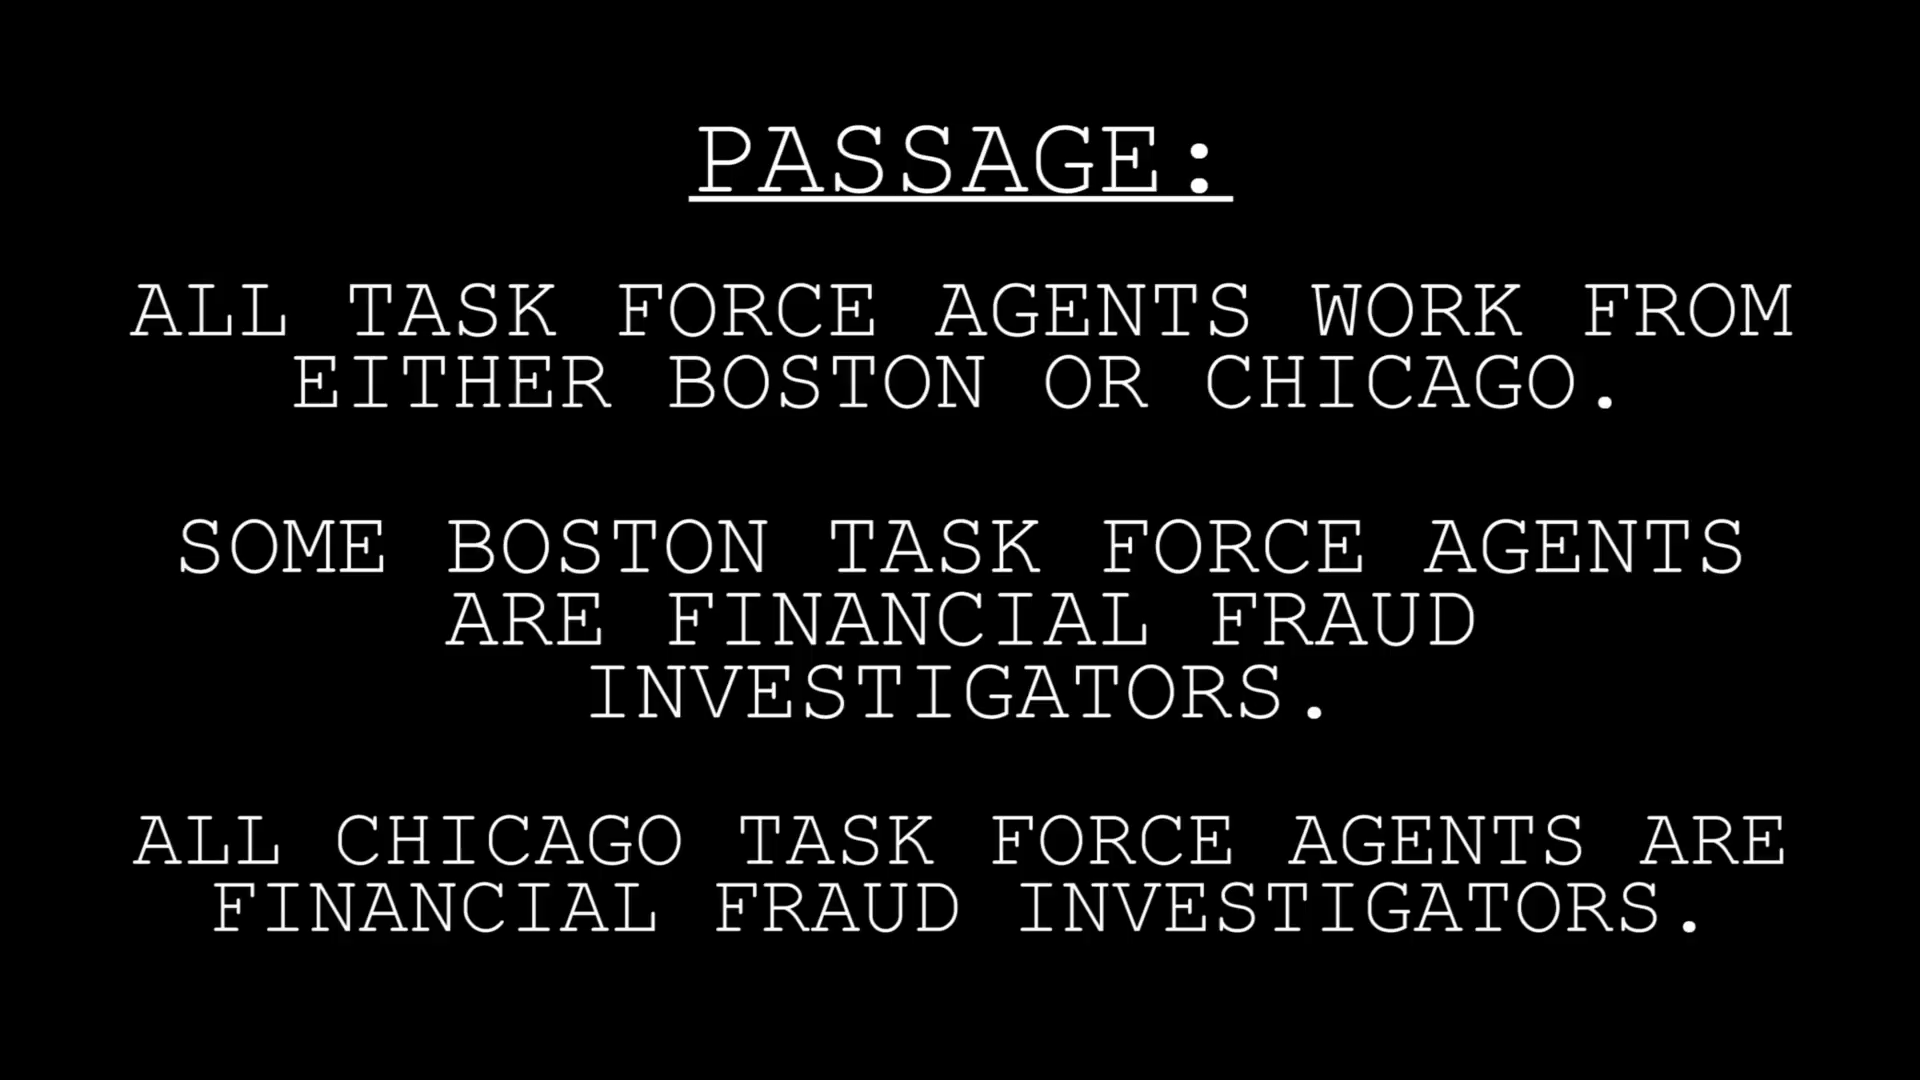 PASSAGE:
ALL TASK FORCE AGENTS WORK FROM
EITHER BOSTON OR CHICAGO.
SOME BOSTON TASK FORCE AGENTS
ARE FINANCIAL FRAUD
INVESTIGATORS.
ALL CHICAGO TASK FORCE AGENTS ARE
FINANCIAL FRAUD INVESTIGATORS.